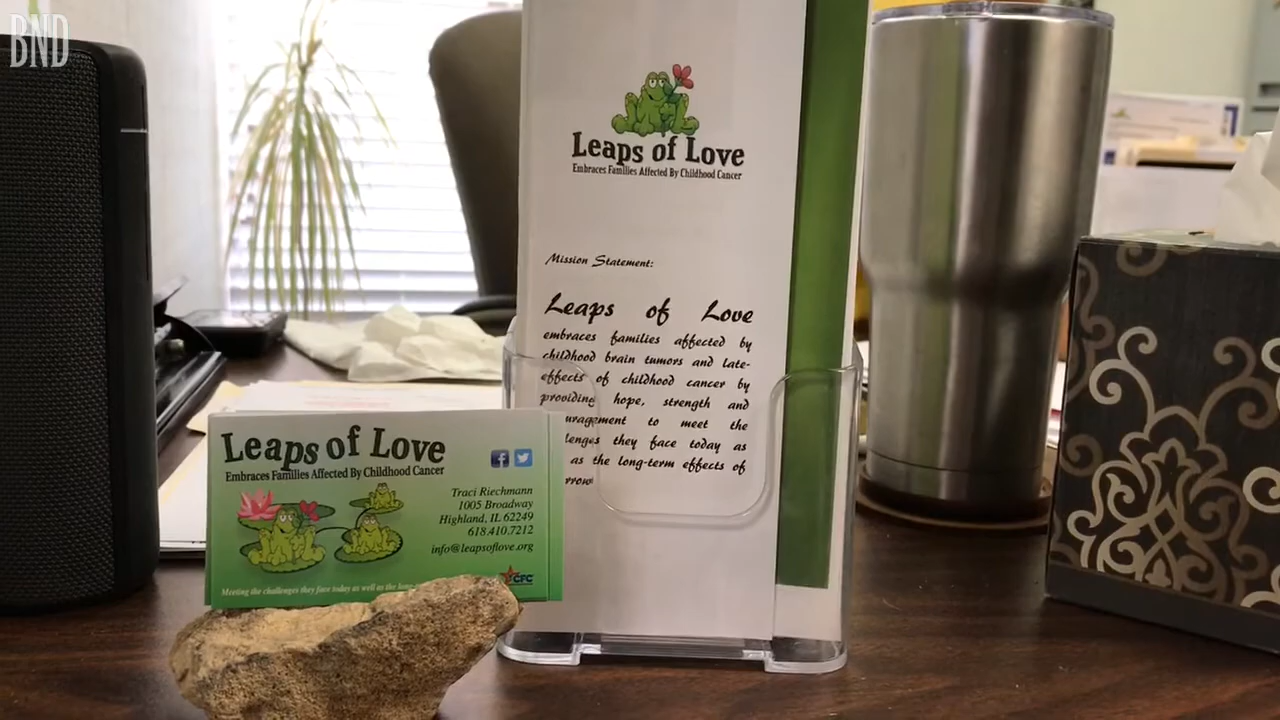 BND
Leaps of Love
Embraces Families Affected By Childhood Cancer
Mission Statement:
Leaps of Love
embraces families affected by
childhood brain tumors and late-
effects of childhood cancer by
providing hope, strength and
to meet the
they face today as
as the long-term effects of
Leaps of Love
Embraces Families Affected By Childhood Cancer
Traci Riechmann
1005 Broadway
Highland, IL 62249
618.410.7212
info@leapsoflove.org
CFC
Meeting the challenges they face today as well as the